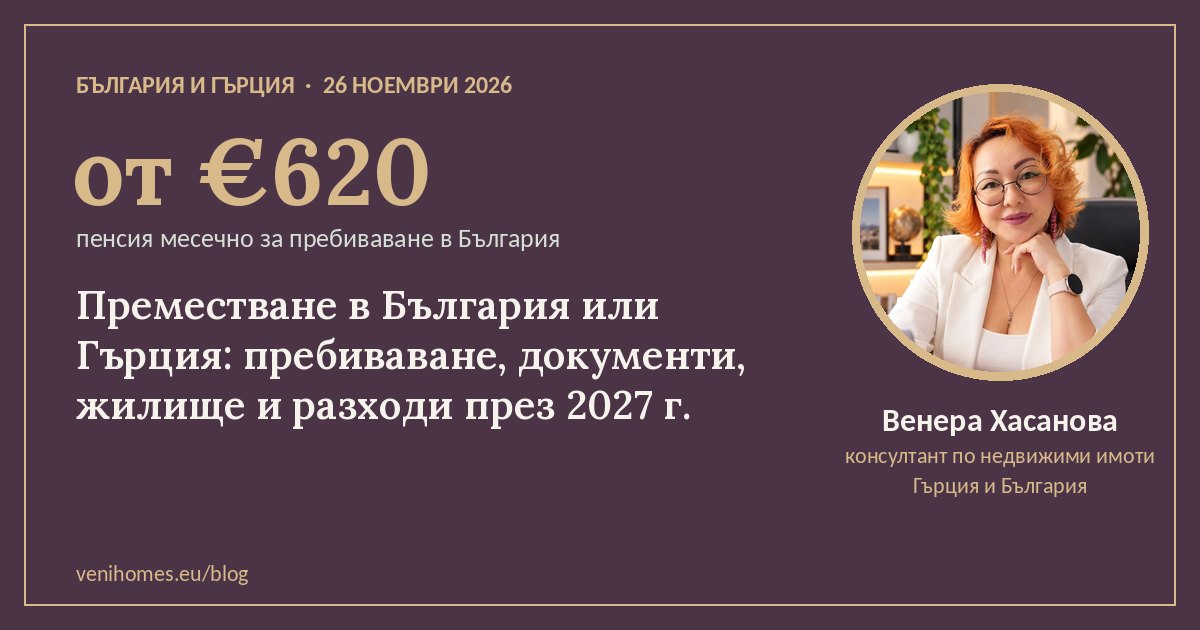 БЪЛГАРИЯ И ГЪРЦИЯ · 26 НОЕМВРИ 2026
от €620
пенсия месечно за пребиваване в България
Преместване в България или
Гърция: пребиваване, документи,
жилище и разходи през 2027 г.
Венера Хасанова
консултант по недвижими имоти
Гърция и България
venihomes.eu/blog